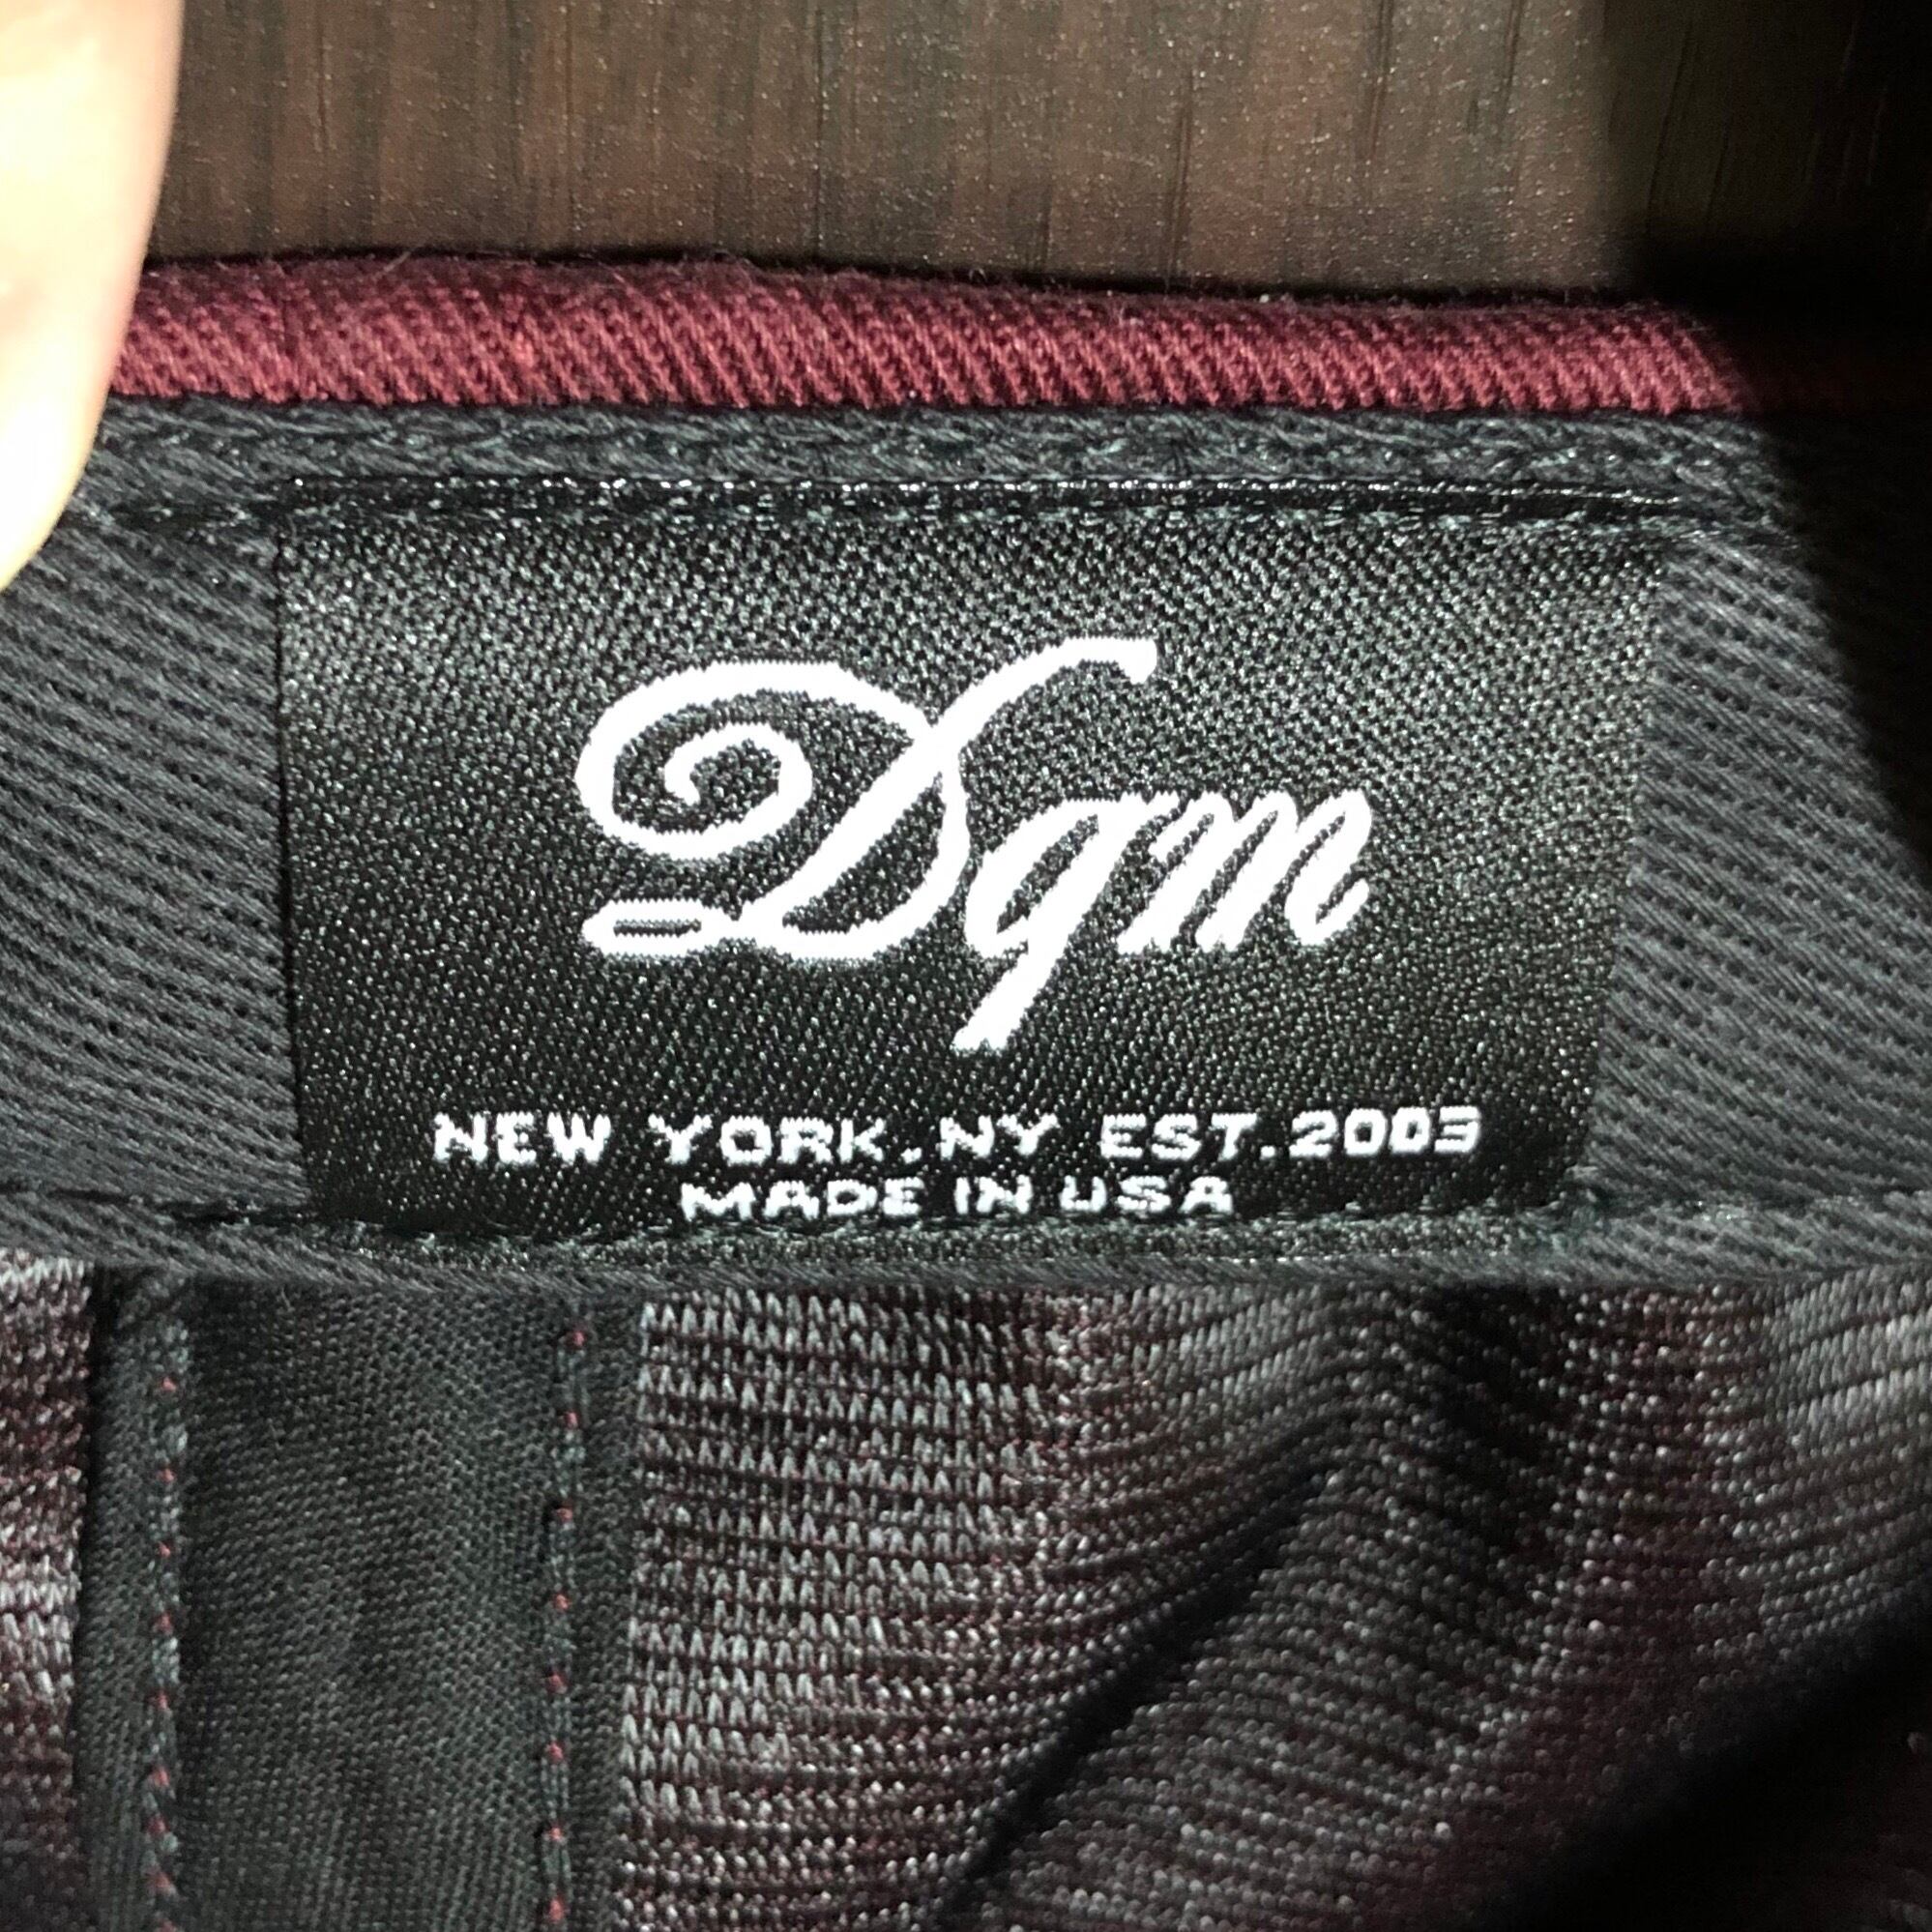 Dqm
NEW YORK, NY EST. 2003
MADE IN USA